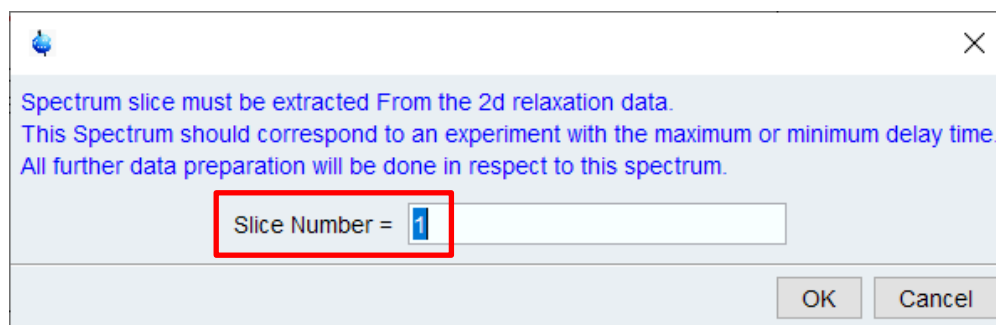 Spectrum slice must be extracted From the 2d relaxation data.
This Spectrum should correspond to an experiment with the maximum or minimum delay time.
All further data preparation will be done in respect to this spectrum.
Slice Number = 1
OK Cancel